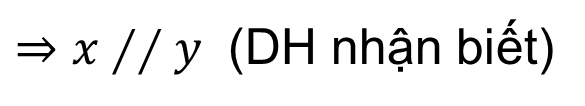 ⇒ 𝑥 // 𝑦 (DH nhận biết)